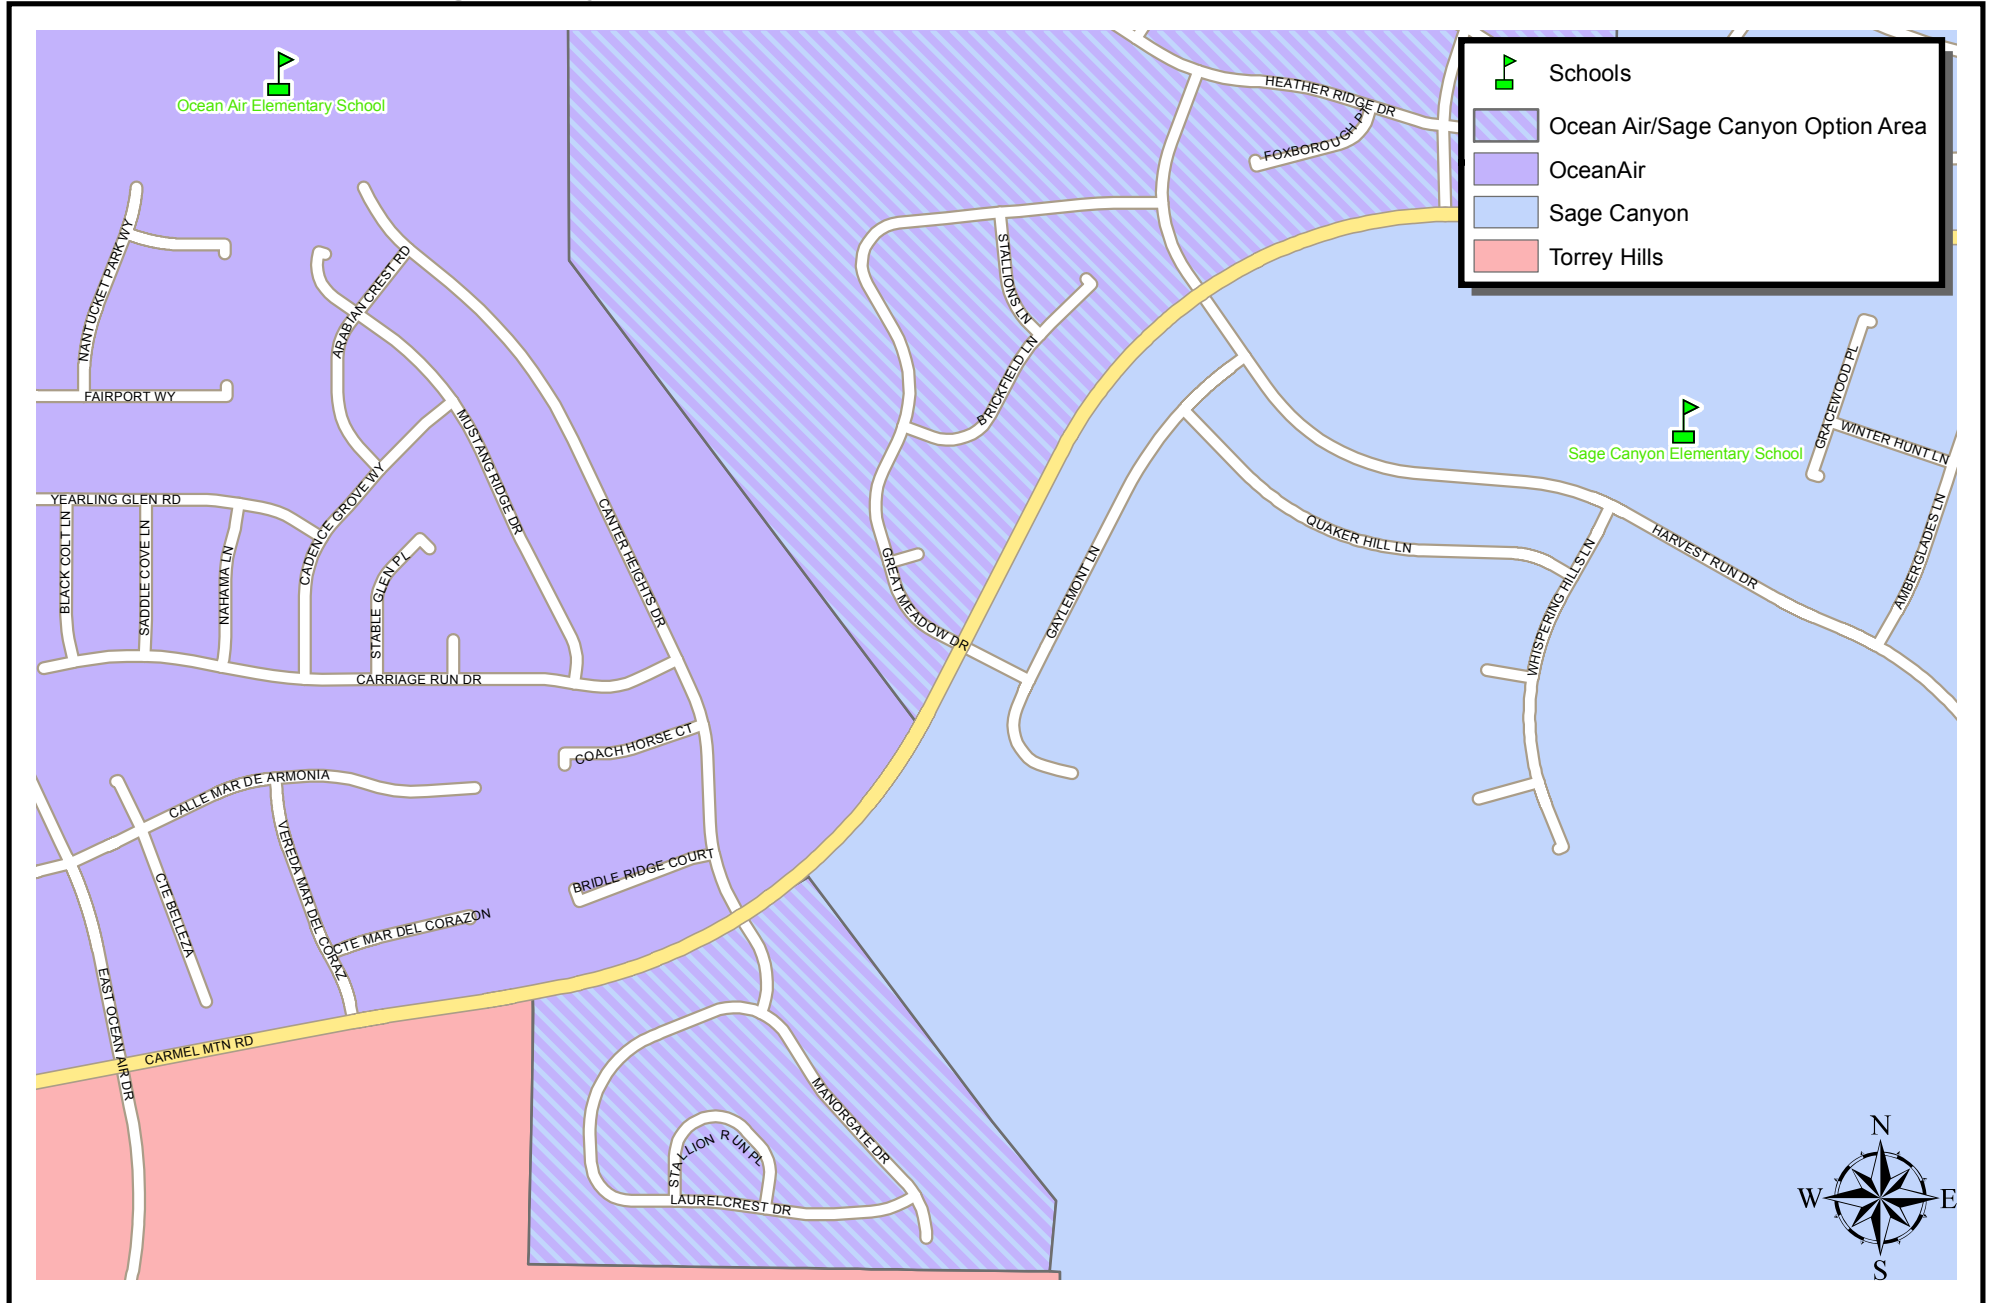 Ocean Air Elementary School
HEATHER RIDGE DR
FOXBOROUGH PT
Schools
Ocean Air/Sage Canyon Option Area
OceanAir
Sage Canyon
Torrey Hills
NANTUCKET PARK WY
ARABIAN CREST RD
STALLIONS LN
BRICKFIELD LN
FAIRPORT WY
GRACEWOOD PL
WINTER HUNT LN
Sage Canyon Elementary School
MUSTANG RIDGE DR
YEARLING GLEN RD
CADENCE GROVE WY
CANTER HEIGHTS DR
BLACK COLT LN
SADDLE COVE LN
NAHAMA LN
STABLE GLEN PL
GREAT MEADOW DR
GAYLEMONT LN
QUAKER HILL LN
WHISPERING HILLS LN
HARVEST RUN DR
AMBERGLADES LN
CARRIAGE RUN DR
COACH HORSE CT
CALLE MAR DE ARMONIA
VEREDA MAR DEL CORAZ
BRIDLE RIDGE COURT
CTE BELLEZA
CTE MAR DEL CORAZON
EAST OCEAN AIR DR
CARMEL MTN RD
MANORGATE DR
STALLION RUN PL
LAURELCREST DR
N
W
E
S